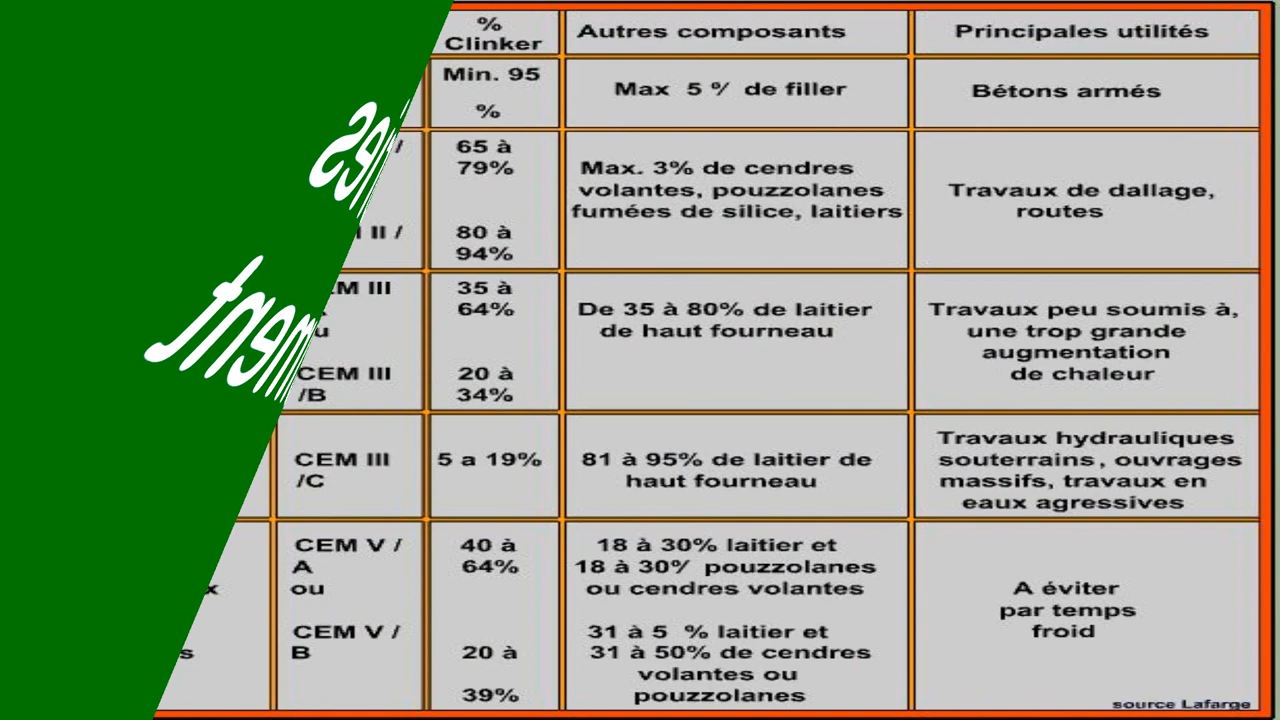 % Clinker
Autres composants
Principales utilités
Min. 95
%
Max 5 % de filler
Bétons armés
65 à
79%
II /
80 à
94%
Max. 3% de cendres
volantes, pouzzolanes
fumées de silice, laitiers
Travaux de dallage,
routes
III
35 à
64%
CEM III
/B
20 à
34%
De 35 à 80% de laitier
de haut fourneau
Travaux peu soumis à,
une trop grande
augmentation
de chaleur
CEM III
/C
5 a 19%
81 à 95% de laitier de
haut fourneau
Travaux hydrauliques
souterrains, ouvrages
massifs, travaux en
eaux agressives
CEM V /
A
ou
CEM V /
B
40 à
64%
20 à
39%
18 à 30% laitier et
18 à 30% pouzzolanes
ou cendres volantes
31 à 5 % laitier et
31 à 50% de cendres
volantes ou
pouzzolanes
A éviter
par temps
froid
source Lafarge